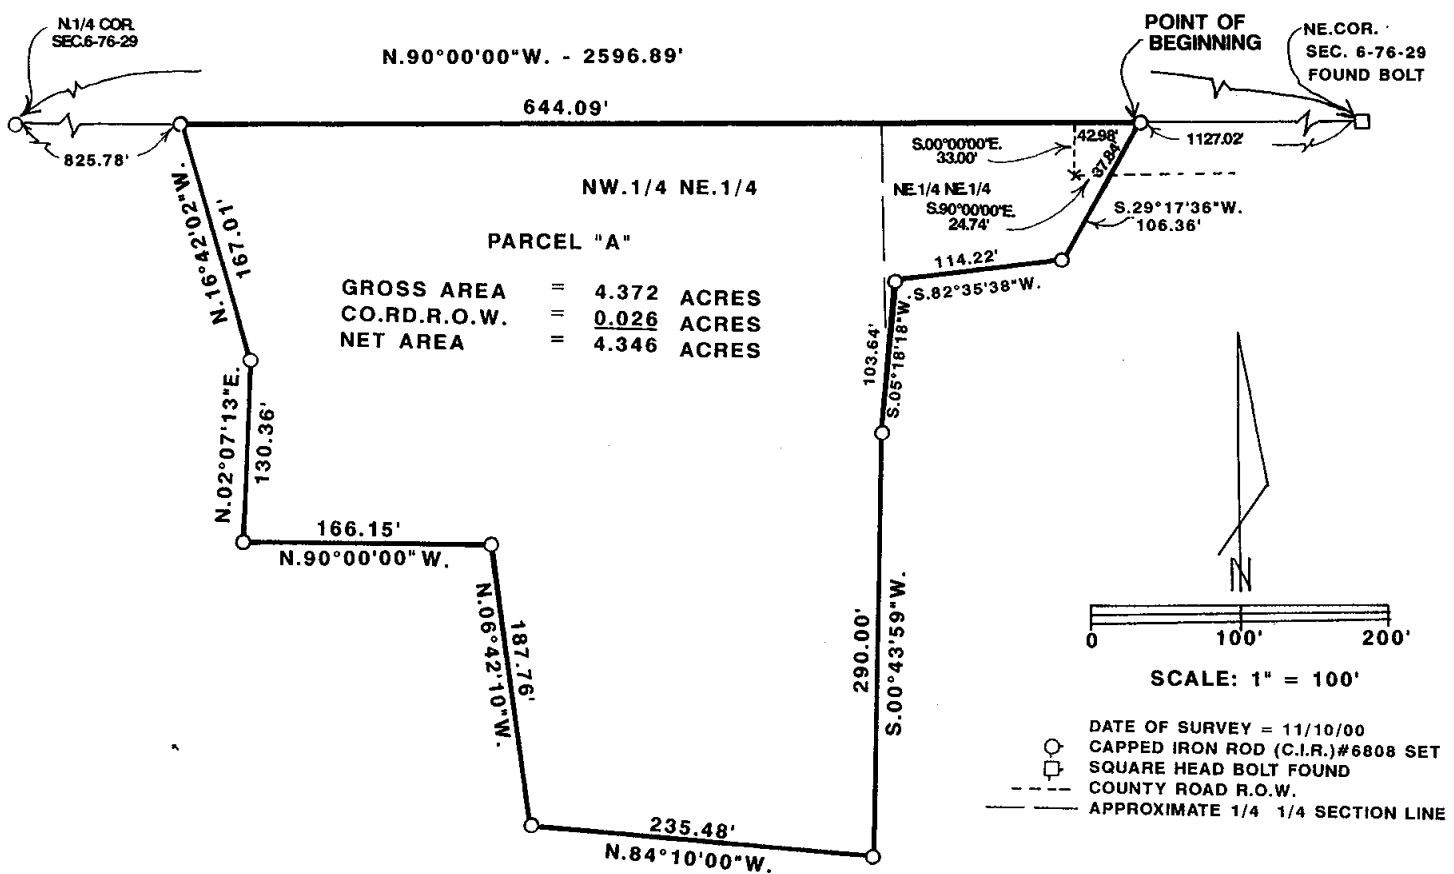 N.1/4 COR.
SEC.6-76-29
N.90°00'00"W. - 2596.89'
POINT OF
BEGINNING
NE.COR.
SEC. 6-76-29
FOUND BOLT
644.09'
825.78'
1127.02'
S.00°00'00"E.
33.00'
42.98'
37.84'
NW.1/4 NE.1/4
NE.1/4 NE.1/4
S.90°00'00"E.
24.74'
S.29°17'36"W.
106.36'
N.16°42'02"W.
167.01'
PARCEL "A"
114.22'
S.82°35'38"W.
GROSS AREA = 4.372 ACRES
CO.RD.R.O.W. = 0.026 ACRES
NET AREA = 4.346 ACRES
103.64'
S.05°18'18"W.
N.02°07'13"E.
130.36'
166.15'
N.90°00'00"W.
N.06°42'10"W.
187.76'
290.00'
S.00°43'59"W.
235.48'
N.84°10'00"W.
N
0 100' 200'
SCALE: 1" = 100'
DATE OF SURVEY = 11/10/00
CAPPED IRON ROD (C.I.R.)#6808 SET
SQUARE HEAD BOLT FOUND
COUNTY ROAD R.O.W.
APPROXIMATE 1/4 1/4 SECTION LINE